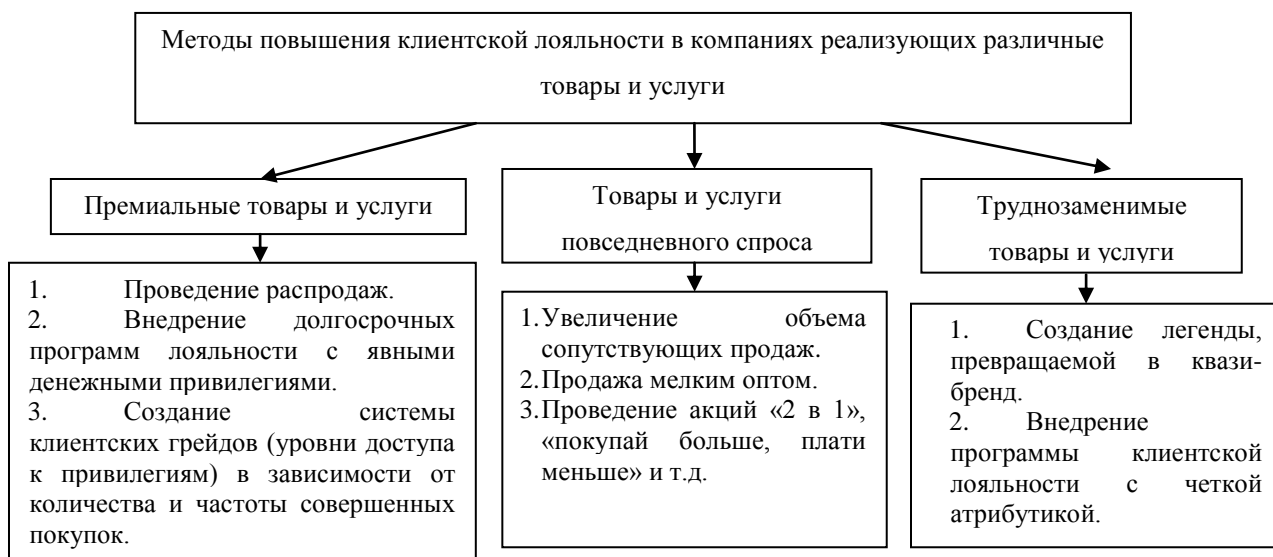 Методы повышения клиентской лояльности в компаниях реализующих различные
товары и услуги
Премиальные товары и услуги
Товары и услуги
повседневного спроса
Труднозаменимые
товары и услуги
1. Проведение распродаж.
2. Внедрение долгосрочных
программ лояльности с явными
денежными привилегиями.
3. Создание системы
клиентских грейдов (уровни доступа
к привилегиям) в зависимости от
количества и частоты совершенных
покупок.
1. Увеличение объема
сопутствующих продаж.
2. Продажа мелким оптом.
3. Проведение акций «2 в 1»,
«покупай больше, плати
меньше» и т.д.
1. Создание легенды,
превращаемой в квази-
бренд.
2. Внедрение
программы клиентской
лояльности с четкой
атрибутикой.